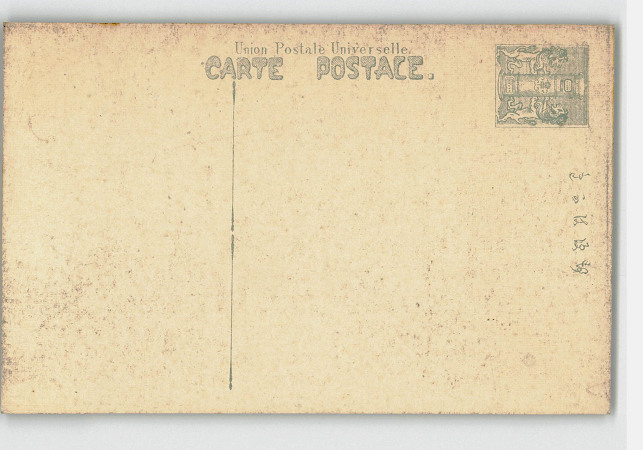 Union Postale Universelle.
CARTE POSTALE.